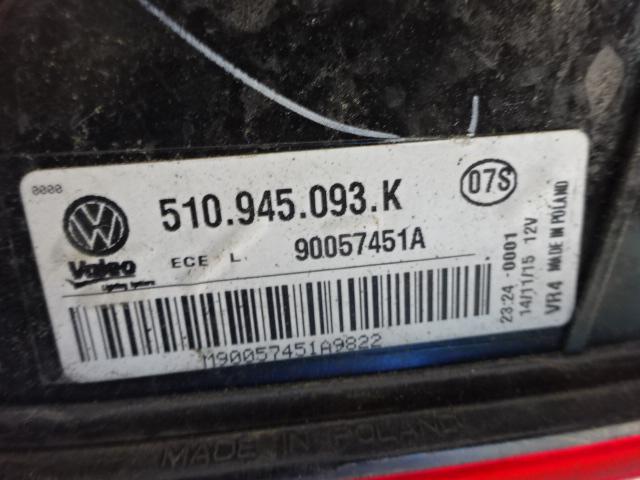 0000
510.945.093.K
07S
Valeo
ECE L
90057451A
M90057451A9822
23:24-0001
14/11/15 12V
VR4 MADE IN POLAND
MADE IN POLAND